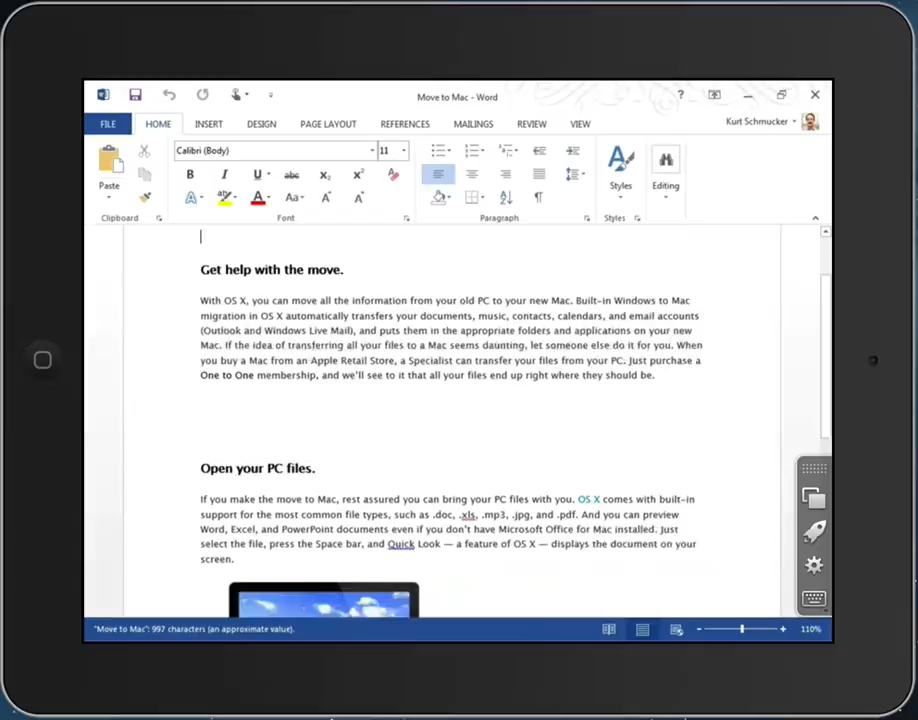 Move to Mac - Word
?
Kurt Schmucker
FILE HOME INSERT DESIGN PAGE LAYOUT REFERENCES MAILINGS REVIEW VIEW
Calibri (Body) 11
Paste
B I U abc X₂ X²
A A Aa A A
Styles
Editing
Clipboard Font Paragraph Styles
Get help with the move.
With OS X, you can move all the information from your old PC to your new Mac. Built-in Windows to Mac
migration in OS X automatically transfers your documents, music, contacts, calendars, and email accounts
(Outlook and Windows Live Mail), and puts them in the appropriate folders and applications on your new
Mac. If the idea of transferring all your files to a Mac seems daunting, let someone else do it for you. When
you buy a Mac from an Apple Retail Store, a Specialist can transfer your files from your PC. Just purchase a
One to One membership, and we'll see to it that all your files end up right where they should be.
Open your PC files.
If you make the move to Mac, rest assured you can bring your PC files with you. OS X comes with built-in
support for the most common file types, such as .doc, .xls, .mp3, .jpg, and .pdf. And you can preview
Word, Excel, and PowerPoint documents even if you don't have Microsoft Office for Mac installed. Just
select the file, press the Space bar, and Quick Look — a feature of OS X — displays the document on your
screen.
"Move to Mac": 997 characters (an approximate value).
110%